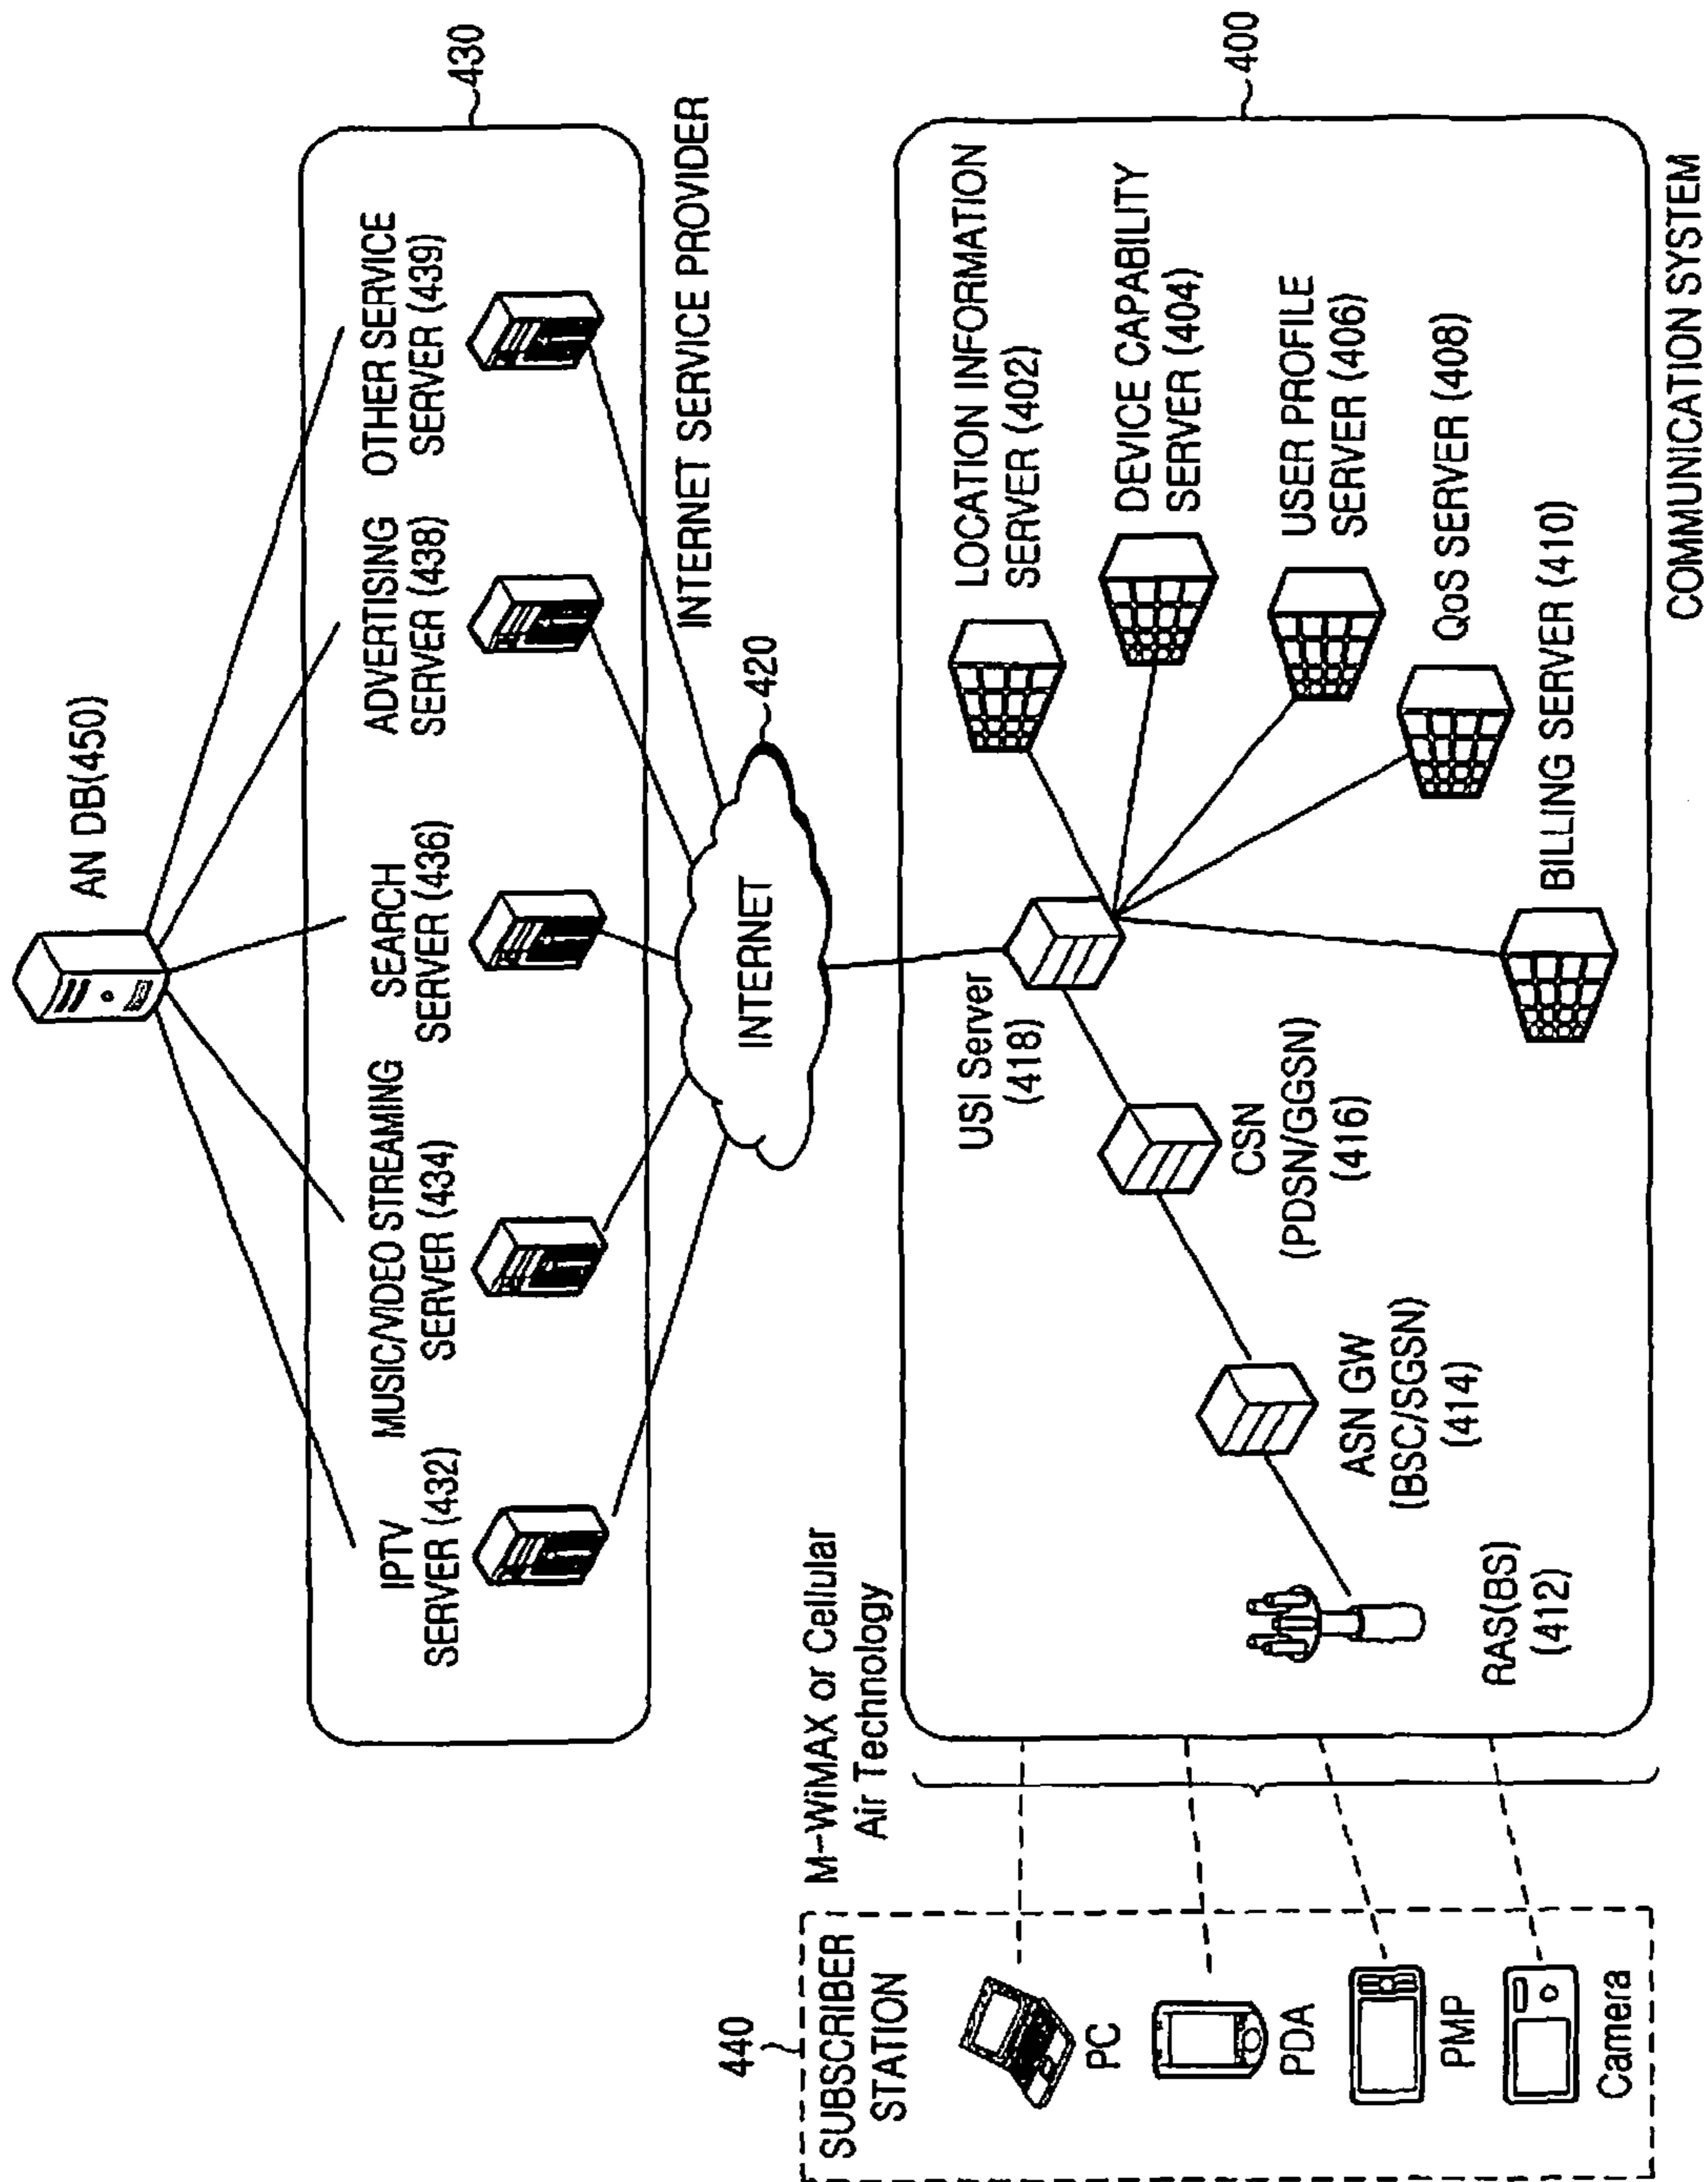 AN DB(450)
430
IPTV
SERVER (432)
MUSIC/VIDEO STREAMING
SERVER (434)
SEARCH
SERVER (436)
ADVERTISING
SERVER (438)
OTHER SERVICE
SERVER (439)
INTERNET SERVICE PROVIDER
INTERNET
420
M-WiMAX or Cellular
Air Technology
440
SUBSCRIBER
STATION
PC
PDA
PMP
Camera
USI Server
(418)
CSN
(PDSN/GGSN)
(416)
ASN GW
(BSC/SGSN)
(414)
RAS(BS)
(412)
LOCATION INFORMATION
SERVER (402)
DEVICE CAPABILITY
SERVER (404)
USER PROFILE
SERVER (406)
QoS SERVER (408)
BILLING SERVER (410)
400
COMMUNICATION SYSTEM